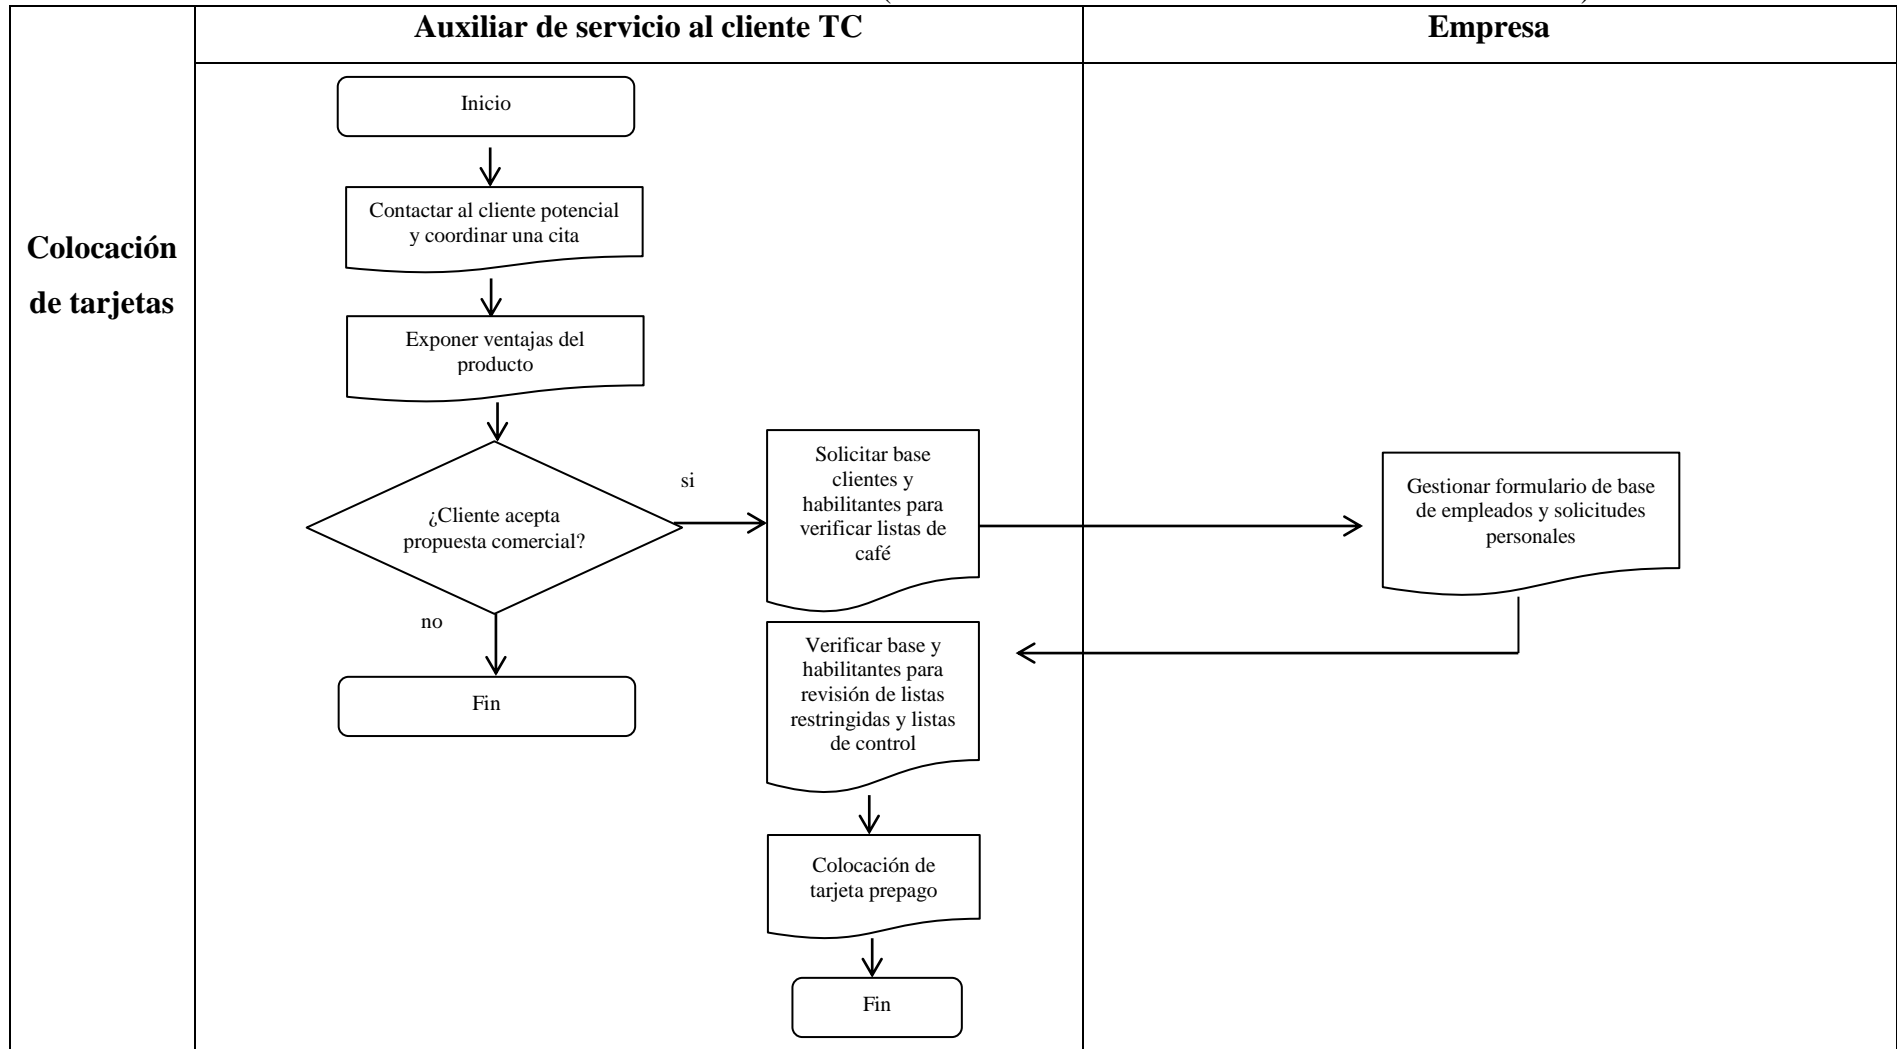 Auxiliar de servicio al cliente TC
Empresa
Colocación
de tarjetas
Inicio
Contactar al cliente potencial
y coordinar una cita
Exponer ventajas del
producto
¿Cliente acepta
propuesta comercial?
si
no
Fin
Solicitar base
clientes y
habilitantes para
verificar listas de
café
Gestionar formulario de base
de empleados y solicitudes
personales
Verificar base y
habilitantes para
revisión de listas
restringidas y listas
de control
Colocación de
tarjeta prepago
Fin